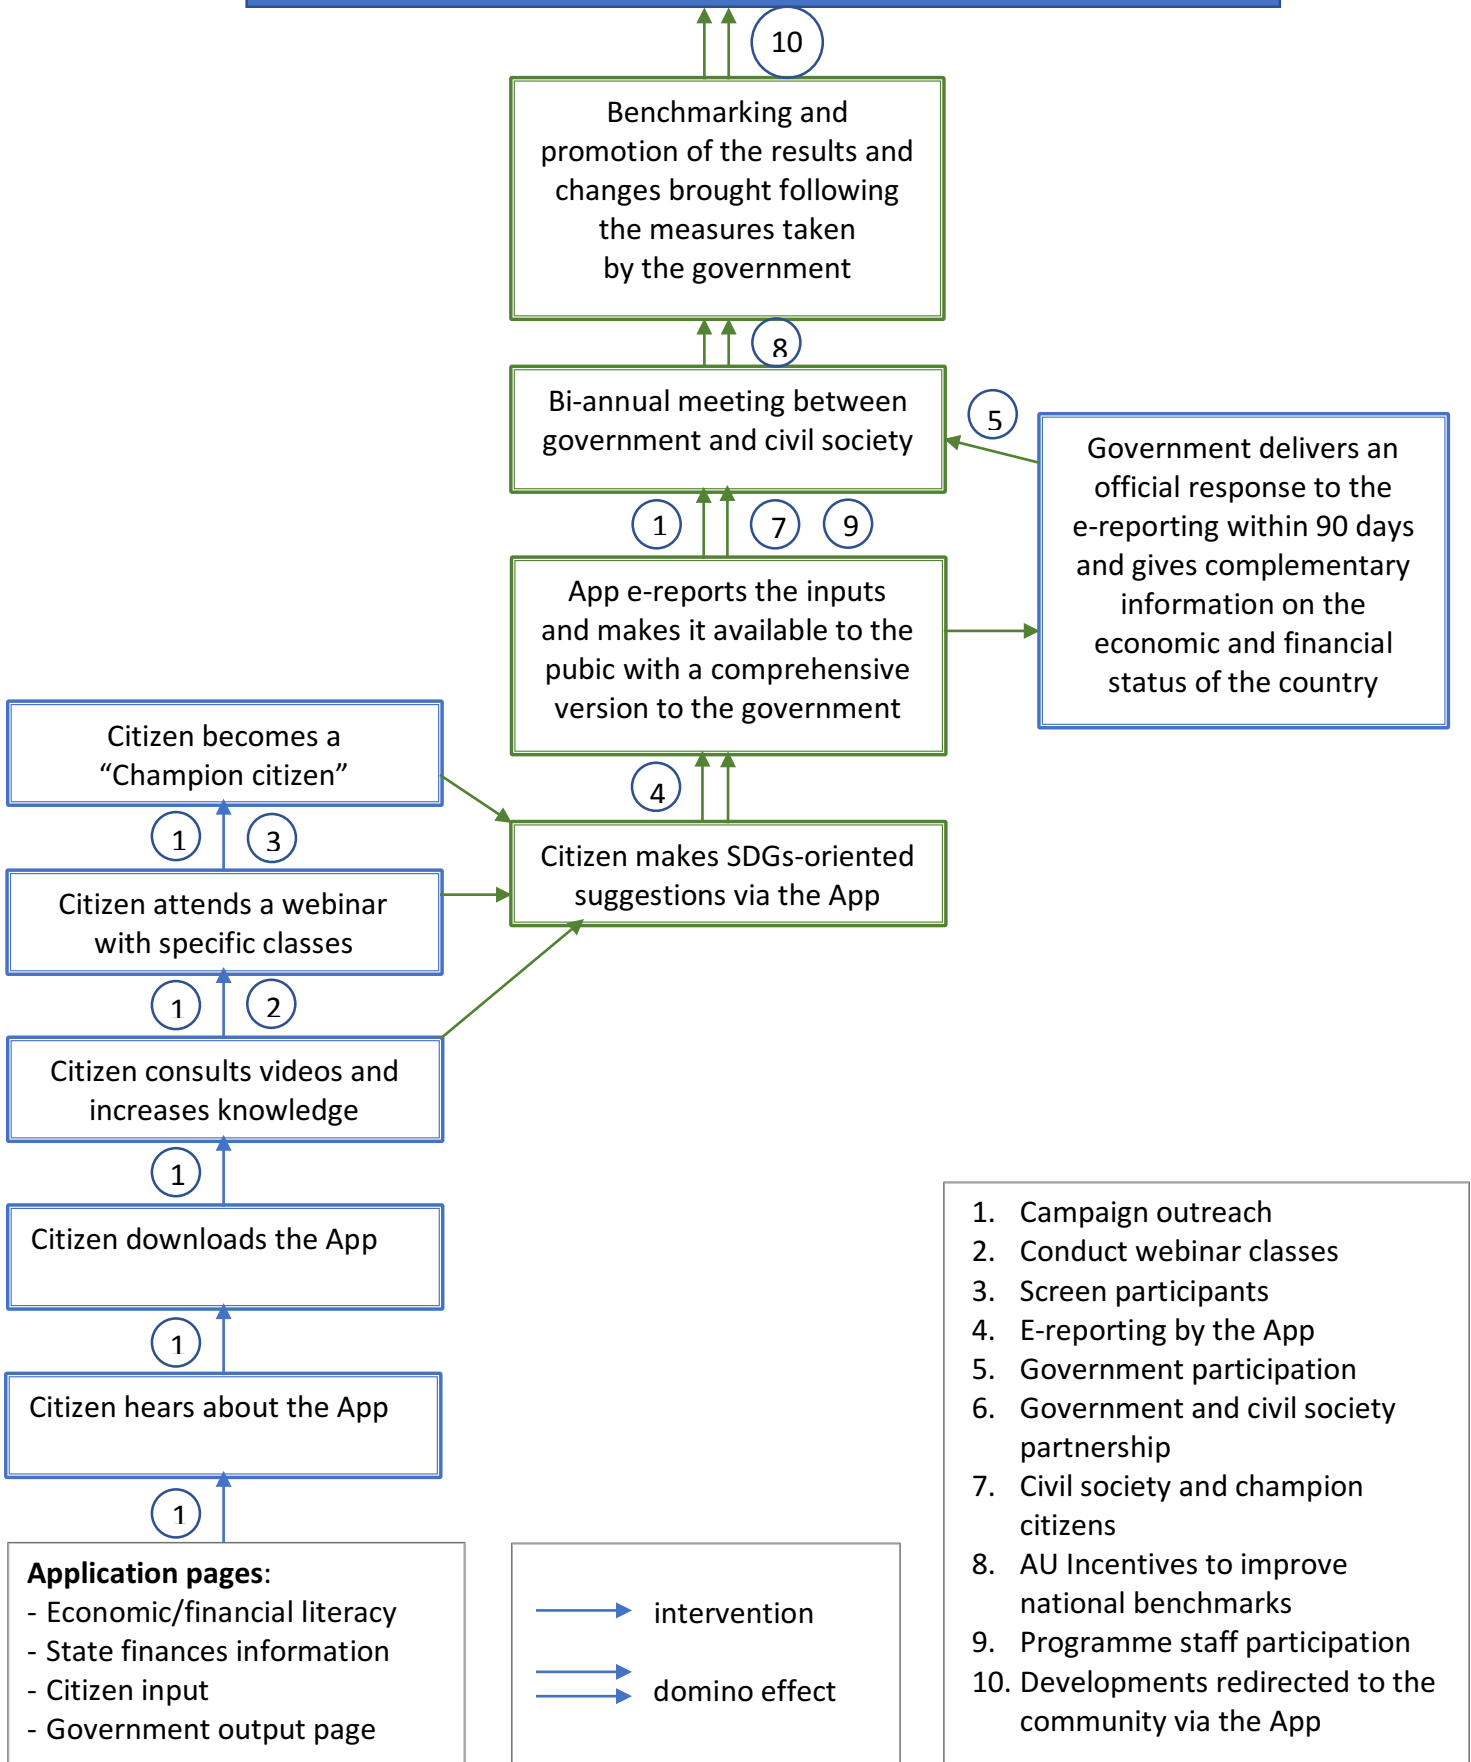 10
Benchmarking and
promotion of the results and
changes brought following
the measures taken
by the government
8
Bi-annual meeting between
government and civil society
5
Government delivers an
official response to the
e-reporting within 90 days
and gives complementary
information on the
economic and financial
status of the country
1
7
9
App e-reports the inputs
and makes it available to the
pubic with a comprehensive
version to the government
4
Citizen becomes a
“Champion citizen”
1
3
Citizen makes SDGs-oriented
suggestions via the App
Citizen attends a webinar
with specific classes
1
2
Citizen consults videos and
increases knowledge
1
Citizen downloads the App
1
Citizen hears about the App
1
Application pages:
- Economic/financial literacy
- State finances information
- Citizen input
- Government output page
intervention
domino effect
1. Campaign outreach
2. Conduct webinar classes
3. Screen participants
4. E-reporting by the App
5. Government participation
6. Government and civil society
partnership
7. Civil society and champion
citizens
8. AU Incentives to improve
national benchmarks
9. Programme staff participation
10. Developments redirected to the
community via the App